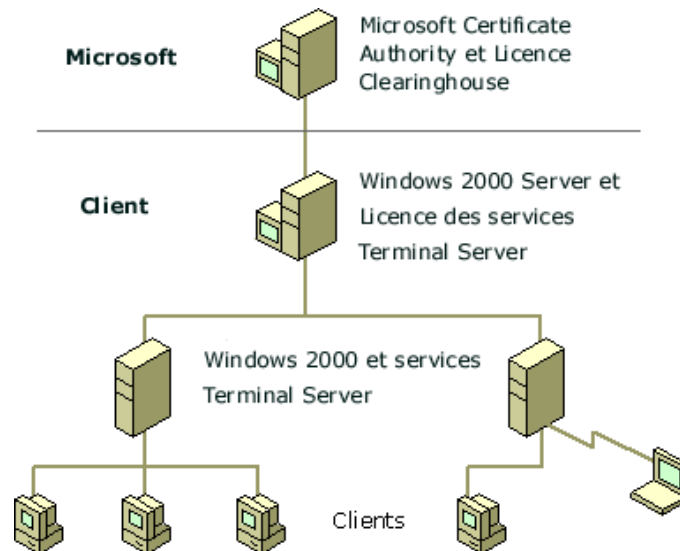 Microsoft
Microsoft Certificate
Authority et Licence
Clearinghouse
Client
Windows 2000 Server et
Licence des services
Terminal Server
Windows 2000 et services
Terminal Server
Clients